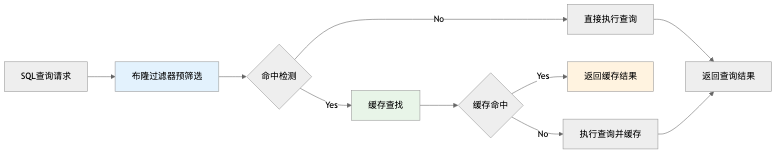 SQL查询请求
布隆过滤器预筛选
命中检测
No
直接执行查询
Yes
缓存查找
缓存命中
Yes
返回缓存结果
No
执行查询并缓存
返回查询结果